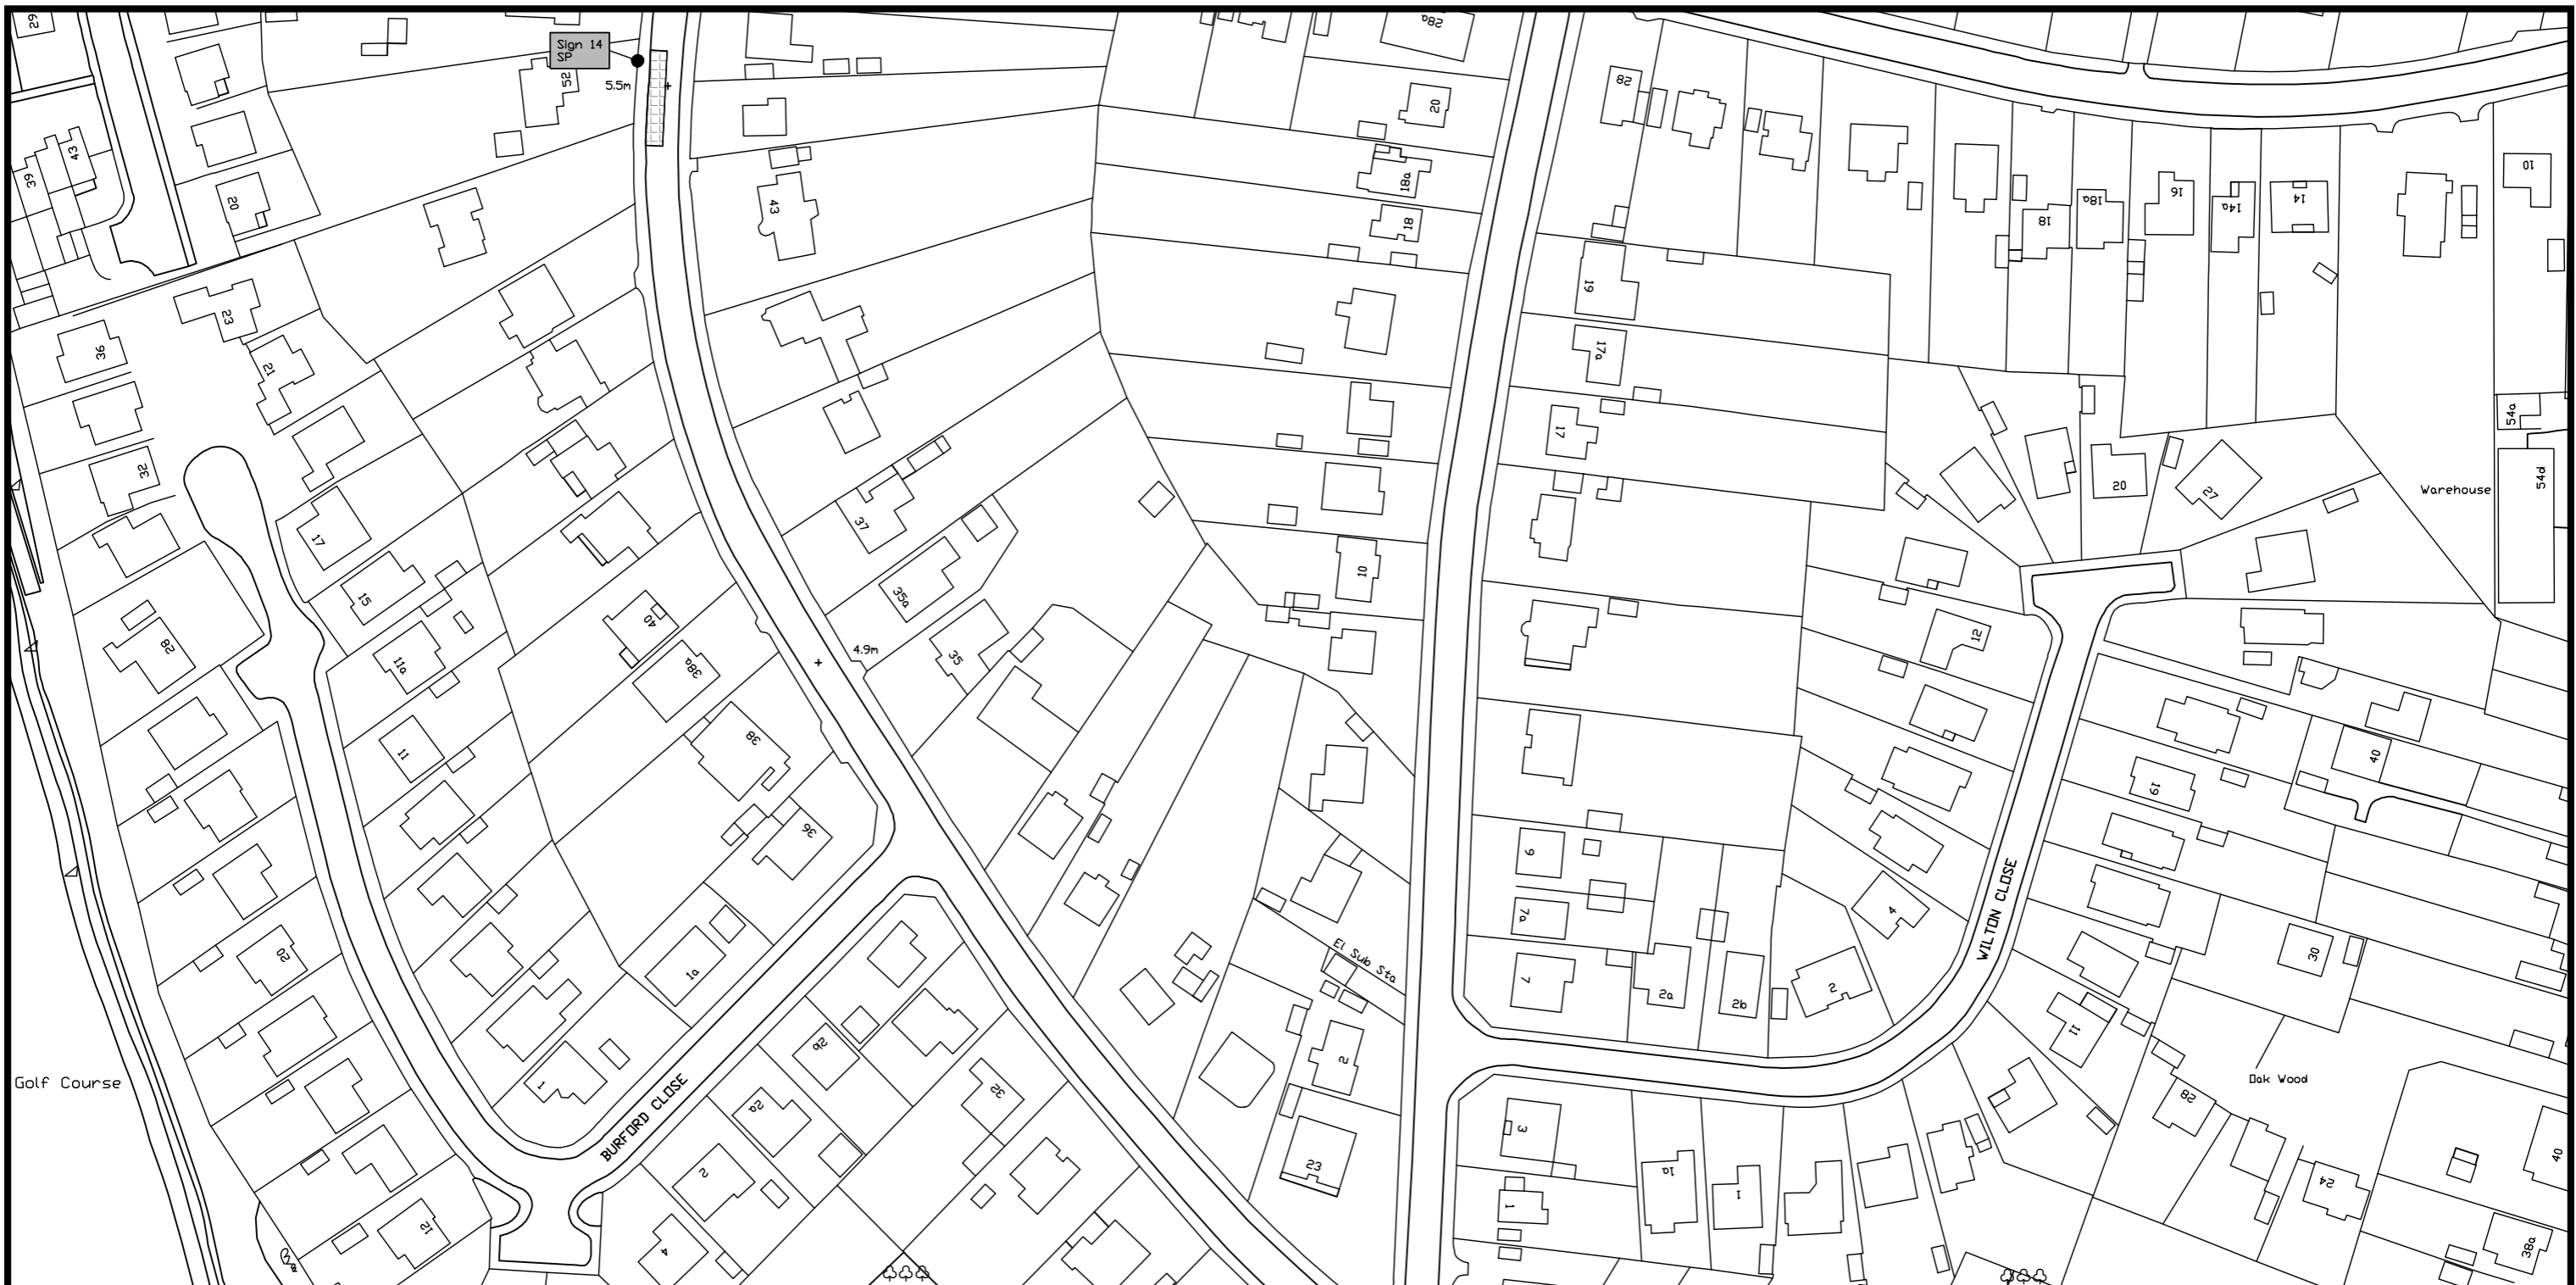 29
Sign 14
SP
52
5.5m
28a
20
28
43
39
20
43
18a
18
19
18
18a
16
14a
14
10
23
21
36
32
17a
17
54a
54d
Warehouse
20
27
17
15
37
35a
10
40
38a
35
4.9m
28
11a
11
38
36
12
40
19
9
7a
7
2a
2b
2
4
WILTON CLOSE
El Sub Sta
20
1a
30
11
Oak Wood
28
2b
2a
2
1
BURFORD CLOSE
32
2
23
3
1
1a
1
24
40
38a
Golf Course
12
4